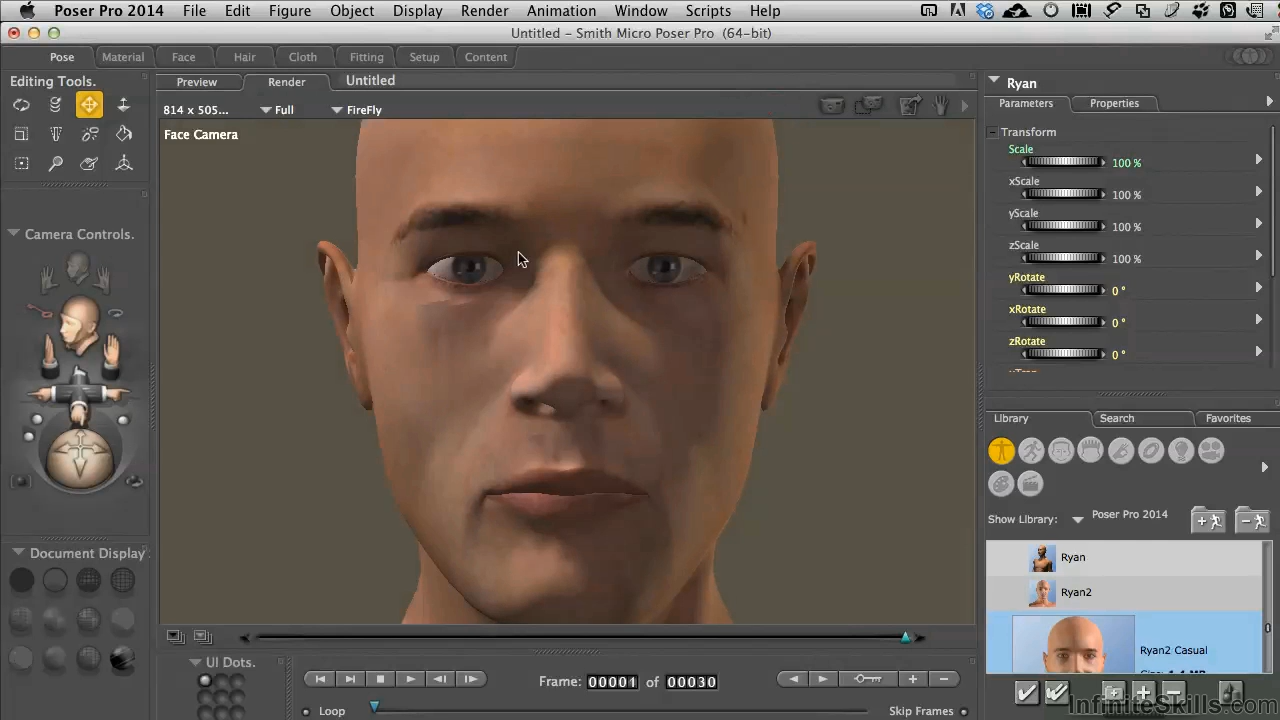 Poser Pro 2014 File Edit Figure Object Display Render Animation Window Scripts Help
Untitled - Smith Micro Poser Pro (64-bit)
Pose Material Face Hair Cloth Fitting Setup Content
Editing Tools.
Preview Render Untitled
814 x 505... Full FireFly
Face Camera
Camera Controls.
Document Display
UI Dots.
Frame: 00001 of 00030
Loop
Skip Frames
Ryan
Parameters Properties
Transform
Scale
100 %
xScale
100 %
yScale
100 %
zScale
100 %
yRotate
0 °
xRotate
0 °
zRotate
0 °
Library Search Favorites
Show Library: Poser Pro 2014
Ryan
Ryan2
Ryan2 Casual
InfiniteSkills.com